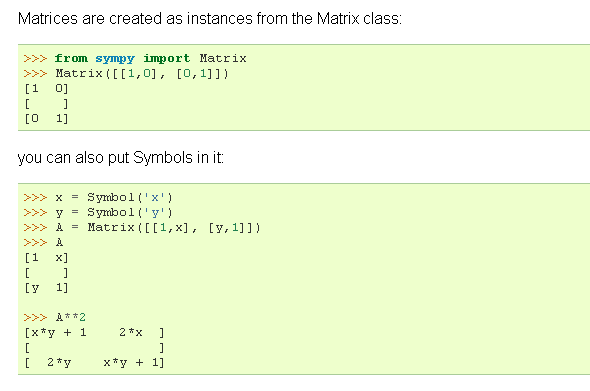 Matrices are created as instances from the Matrix class:
>>> from sympy import Matrix
>>> Matrix([[1,0], [0,1]])
[1  0]
[    ]
[0  1]
you can also put Symbols in it:
>>> x = Symbol('x')
>>> y = Symbol('y')
>>> A = Matrix([[1,x], [y,1]])
>>> A
[1  x]
[    ]
[y  1]
>>> A**2
[x*y + 1    2*x  ]
[                ]
[  2*y    x*y + 1]